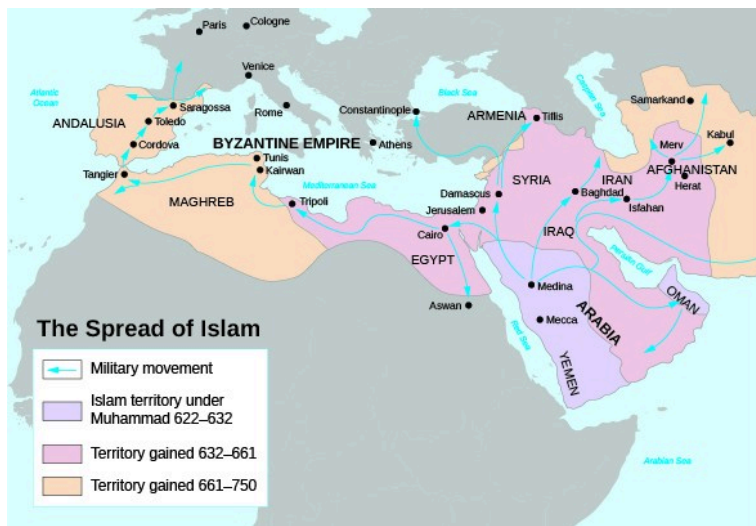 Paris
Cologne
Venice
Atlantic
Ocean
Saragossa
ANDALUSIA
Toledo
Cordova
Tangier
Rome
Constantinople
Black Sea
BYZANTINE EMPIRE
Athens
Tunis
Kairwan
Mediterranean Sea
MAGHREB
Tripoli
ARMENIA
Tiflis
Caspian Sea
Samarkand
Kabul
Merv
AFGHANISTAN
Herat
IRAN
Isfahan
SYRIA
Damascus
Baghdad
Jerusalem
IRAQ
Cairo
EGYPT
Aswan
Persian Gulf
Medina
Mecca
ARABIA
OMAN
Red Sea
YEMEN
Arabian Sea
The Spread of Islam
Military movement
Islam territory under
Muhammad 622–632
Territory gained 632–661
Territory gained 661–750